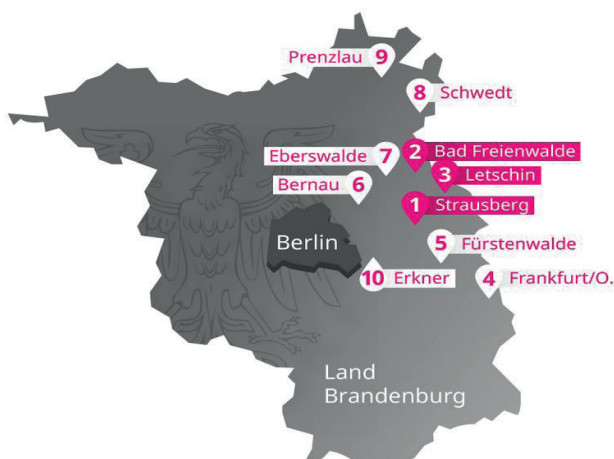 Prenzlau 9
8 Schwedt
2 Bad Freienwalde
Eberswalde 7
3 Letschin
Bernau 6
1 Strausberg
Berlin
5 Fürstenwalde
10 Erkner
4 Frankfurt/O.
Land
Brandenburg